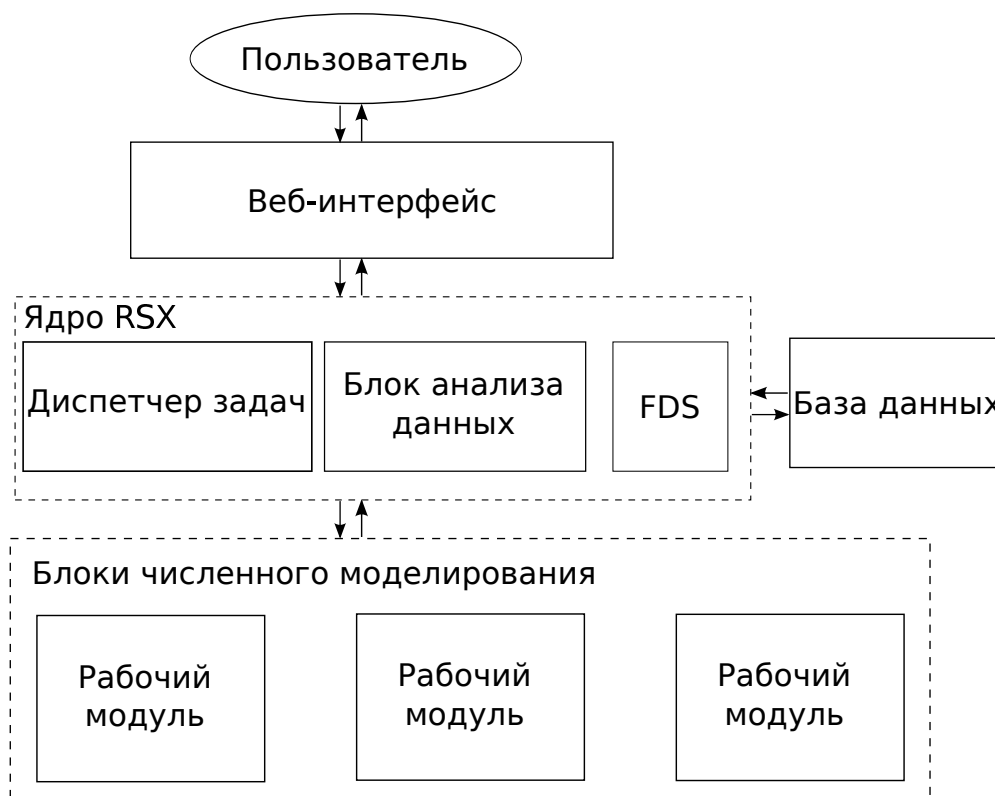 Пользователь
Веб-интерфейс
Ядро RSX
Диспетчер задач
Блок анализа
данных
FDS
База данных
Блоки численного моделирования
Рабочий
модуль
Рабочий
модуль
Рабочий
модуль